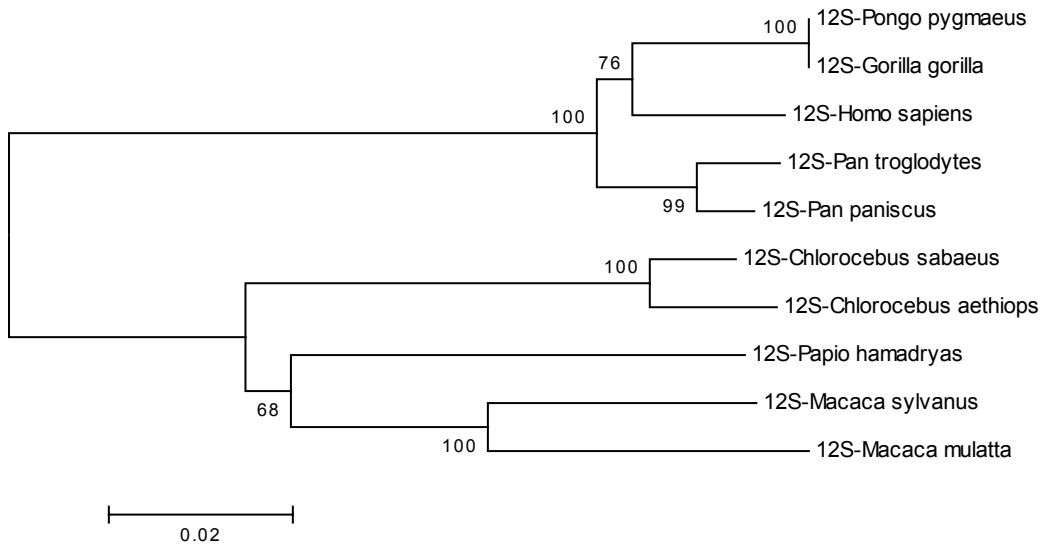 100
12S-Pongo pygmaeus
12S-Gorilla gorilla
76
12S-Homo sapiens
100
12S-Pan troglodytes
99
12S-Pan paniscus
100
12S-Chlorocebus sabaeus
12S-Chlorocebus aethiops
12S-Papio hamadryas
68
12S-Macaca sylvanus
100
12S-Macaca mulatta
0.02